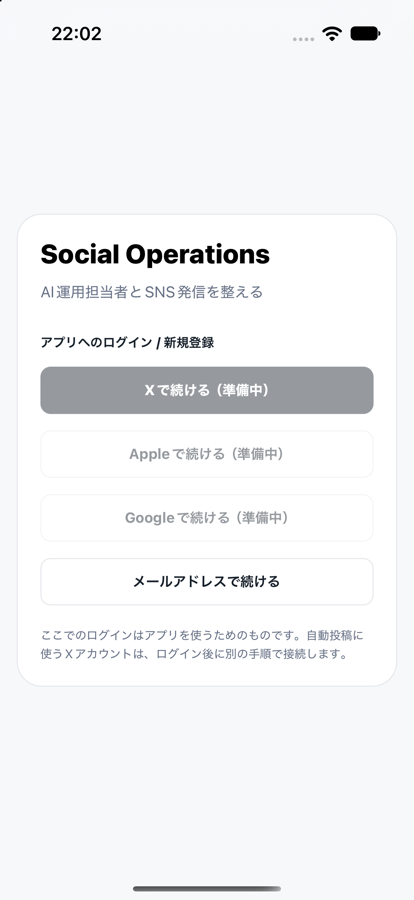 22:02
Social Operations
AI運用担当者とSNS発信を整える
アプリへのログイン / 新規登録
Xで続ける（準備中）
Appleで続ける（準備中）
Googleで続ける（準備中）
メールアドレスで続ける
ここでのログインはアプリを使うためのものです。自動投稿に
使うXアカウントは、ログイン後に別の手順で接続します。